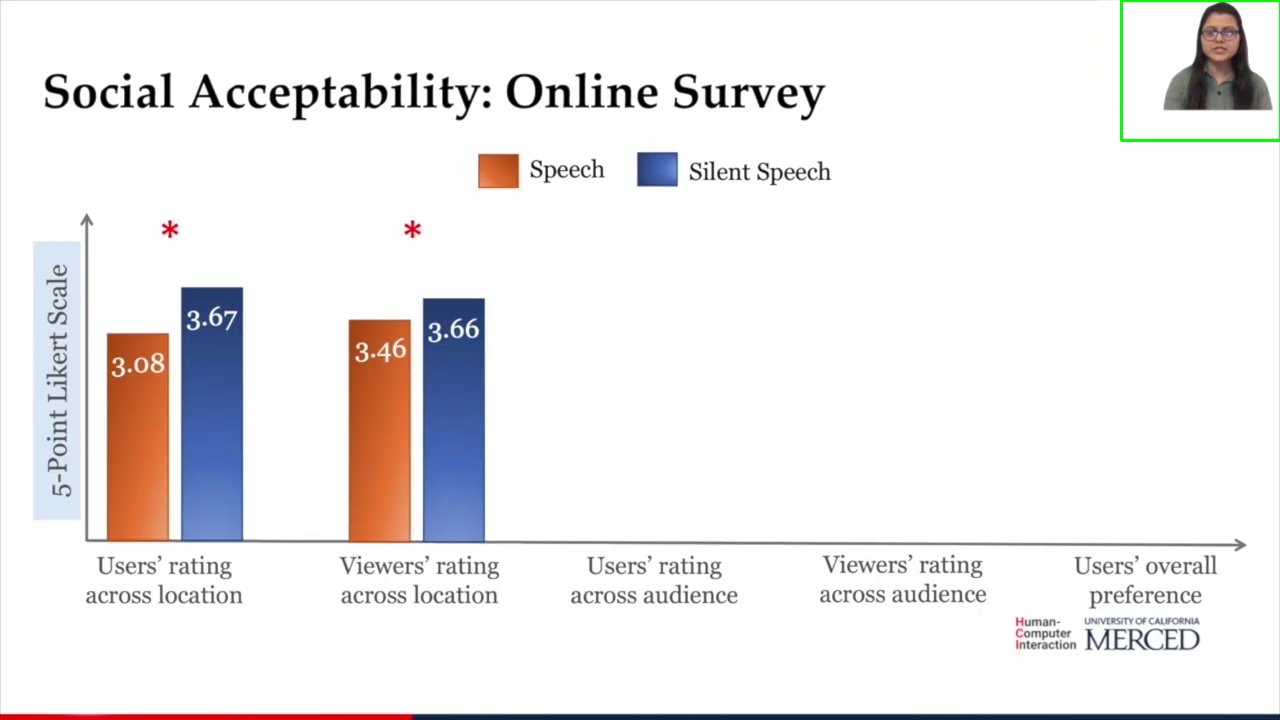 Social Acceptability: Online Survey
Speech
Silent Speech
*
*
5-Point Likert Scale
3.08
3.67
3.46
3.66
Users' rating
across location
Viewers' rating
across location
Users' rating
across audience
Viewers' rating
across audience
Users' overall
preference
Human-
Computer
Interaction
UNIVERSITY OF CALIFORNIA
MERCED